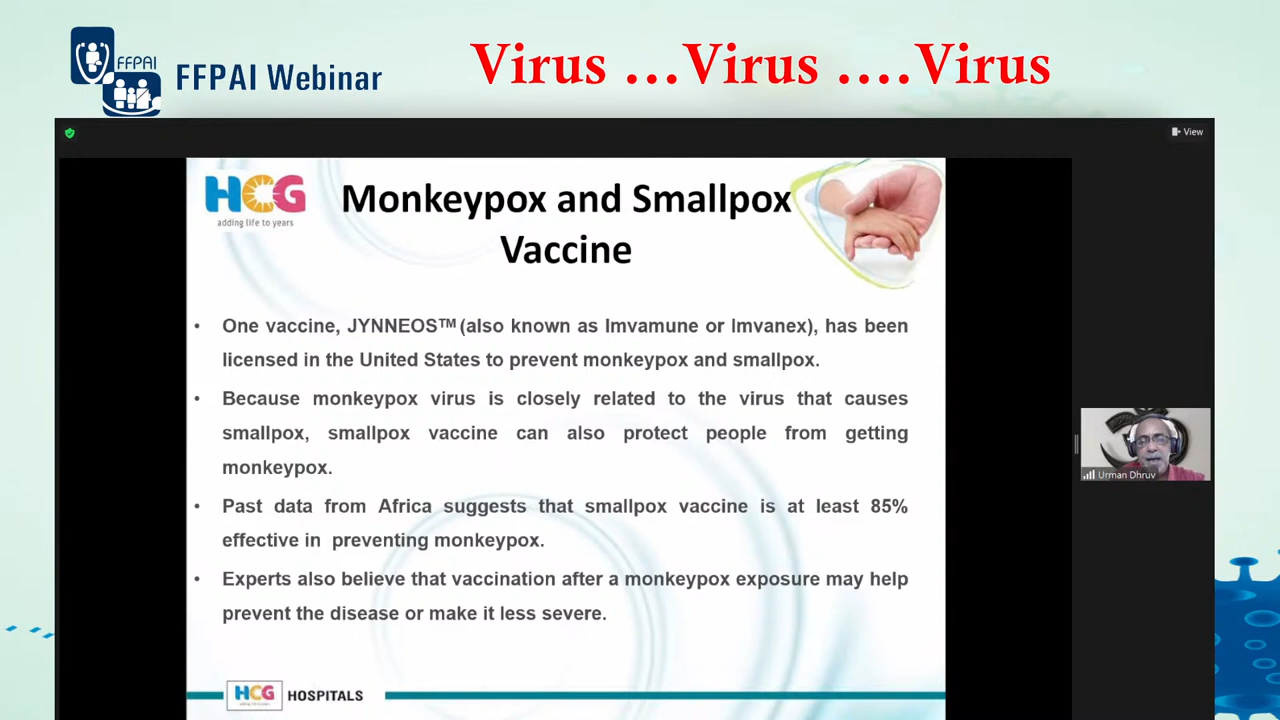 FFPAI
FFPAI Webinar
Virus ...Virus ....Virus
View
HCG
adding life to years
Monkeypox and Smallpox
Vaccine
• One vaccine, JYNNEOS™ (also known as Imvamune or Imvanex), has been
licensed in the United States to prevent monkeypox and smallpox.
• Because monkeypox virus is closely related to the virus that causes
smallpox, smallpox vaccine can also protect people from getting
monkeypox.
• Past data from Africa suggests that smallpox vaccine is at least 85%
effective in preventing monkeypox.
• Experts also believe that vaccination after a monkeypox exposure may help
prevent the disease or make it less severe.
Urman Dhruv
HCG
adding life to years
HOSPITALS